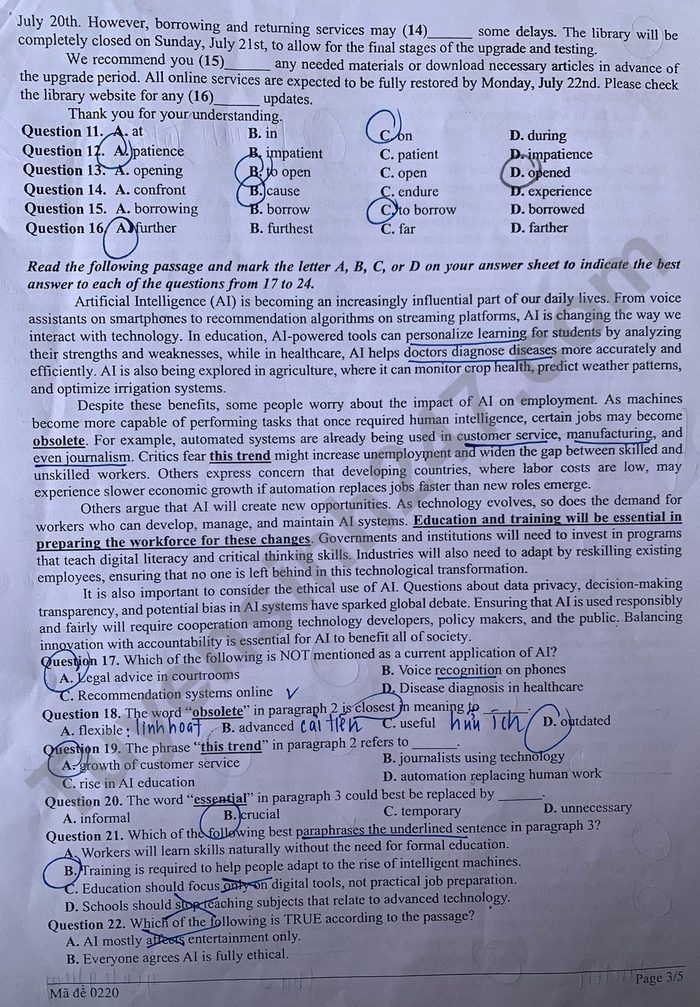 July 20th. However, borrowing and returning services may (14)______ some delays. The library will be
completely closed on Sunday, July 21st, to allow for the final stages of the upgrade and testing.
We recommend you (15)______ any needed materials or download necessary articles in advance of
the upgrade period. All online services are expected to be fully restored by Monday, July 22nd. Please check
the library website for any (16)______ updates.
Thank you for your understanding.
Question 11. A. at B. in C. on D. during
Question 12. A. patience B. impatient C. patient D. impatience
Question 13. A. opening B. to open C. open D. opened
Question 14. A. confront B. cause C. endure D. experience
Question 15. A. borrowing B. borrow C. to borrow D. borrowed
Question 16. A. further B. furthest C. far D. farther
Read the following passage and mark the letter A, B, C, or D on your answer sheet to indicate the best
answer to each of the questions from 17 to 24.
Artificial Intelligence (AI) is becoming an increasingly influential part of our daily lives. From voice
assistants on smartphones to recommendation algorithms on streaming platforms, AI is changing the way we
interact with technology. In education, AI-powered tools can personalize learning for students by analyzing
their strengths and weaknesses, while in healthcare, AI helps doctors diagnose diseases more accurately and
efficiently. AI is also being explored in agriculture, where it can monitor crop health, predict weather patterns,
and optimize irrigation systems.
Despite these benefits, some people worry about the impact of AI on employment. As machines
become more capable of performing tasks that once required human intelligence, certain jobs may become
obsolete. For example, automated systems are already being used in customer service, manufacturing, and
even journalism. Critics fear this trend might increase unemployment and widen the gap between skilled and
unskilled workers. Others express concern that developing countries, where labor costs are low, may
experience slower economic growth if automation replaces jobs faster than new roles emerge.
Others argue that AI will create new opportunities. As technology evolves, so does the demand for
workers who can develop, manage, and maintain AI systems. Education and training will be essential in
preparing the workforce for these changes. Governments and institutions will need to invest in programs
that teach digital literacy and critical thinking skills. Industries will also need to adapt by reskilling existing
employees, ensuring that no one is left behind in this technological transformation.
It is also important to consider the ethical use of AI. Questions about data privacy, decision-making
transparency, and potential bias in AI systems have sparked global debate. Ensuring that AI is used responsibly
and fairly will require cooperation among technology developers, policy makers, and the public. Balancing
innovation with accountability is essential for AI to benefit all of society.
Question 17. Which of the following is NOT mentioned as a current application of AI?
A. Legal advice in courtrooms B. Voice recognition on phones
C. Recommendation systems online D. Disease diagnosis in healthcare
Question 18. The word “obsolete” in paragraph 2 is closest in meaning to ______.
A. flexible : linh hoạt B. advanced cải tiến C. useful hữu ích D. outdated
Question 19. The phrase “this trend” in paragraph 2 refers to ______.
A. growth of customer service B. journalists using technology
C. rise in AI education D. automation replacing human work
Question 20. The word “essential” in paragraph 3 could best be replaced by ______.
A. informal B. crucial C. temporary D. unnecessary
Question 21. Which of the following best paraphrases the underlined sentence in paragraph 3?
A. Workers will learn skills naturally without the need for formal education.
B. Training is required to help people adapt to the rise of intelligent machines.
C. Education should focus only on digital tools, not practical job preparation.
D. Schools should stop teaching subjects that relate to advanced technology.
Question 22. Which of the following is TRUE according to the passage?
A. AI mostly affects entertainment only.
B. Everyone agrees AI is fully ethical.
Mã đề 0220 Page 3/5